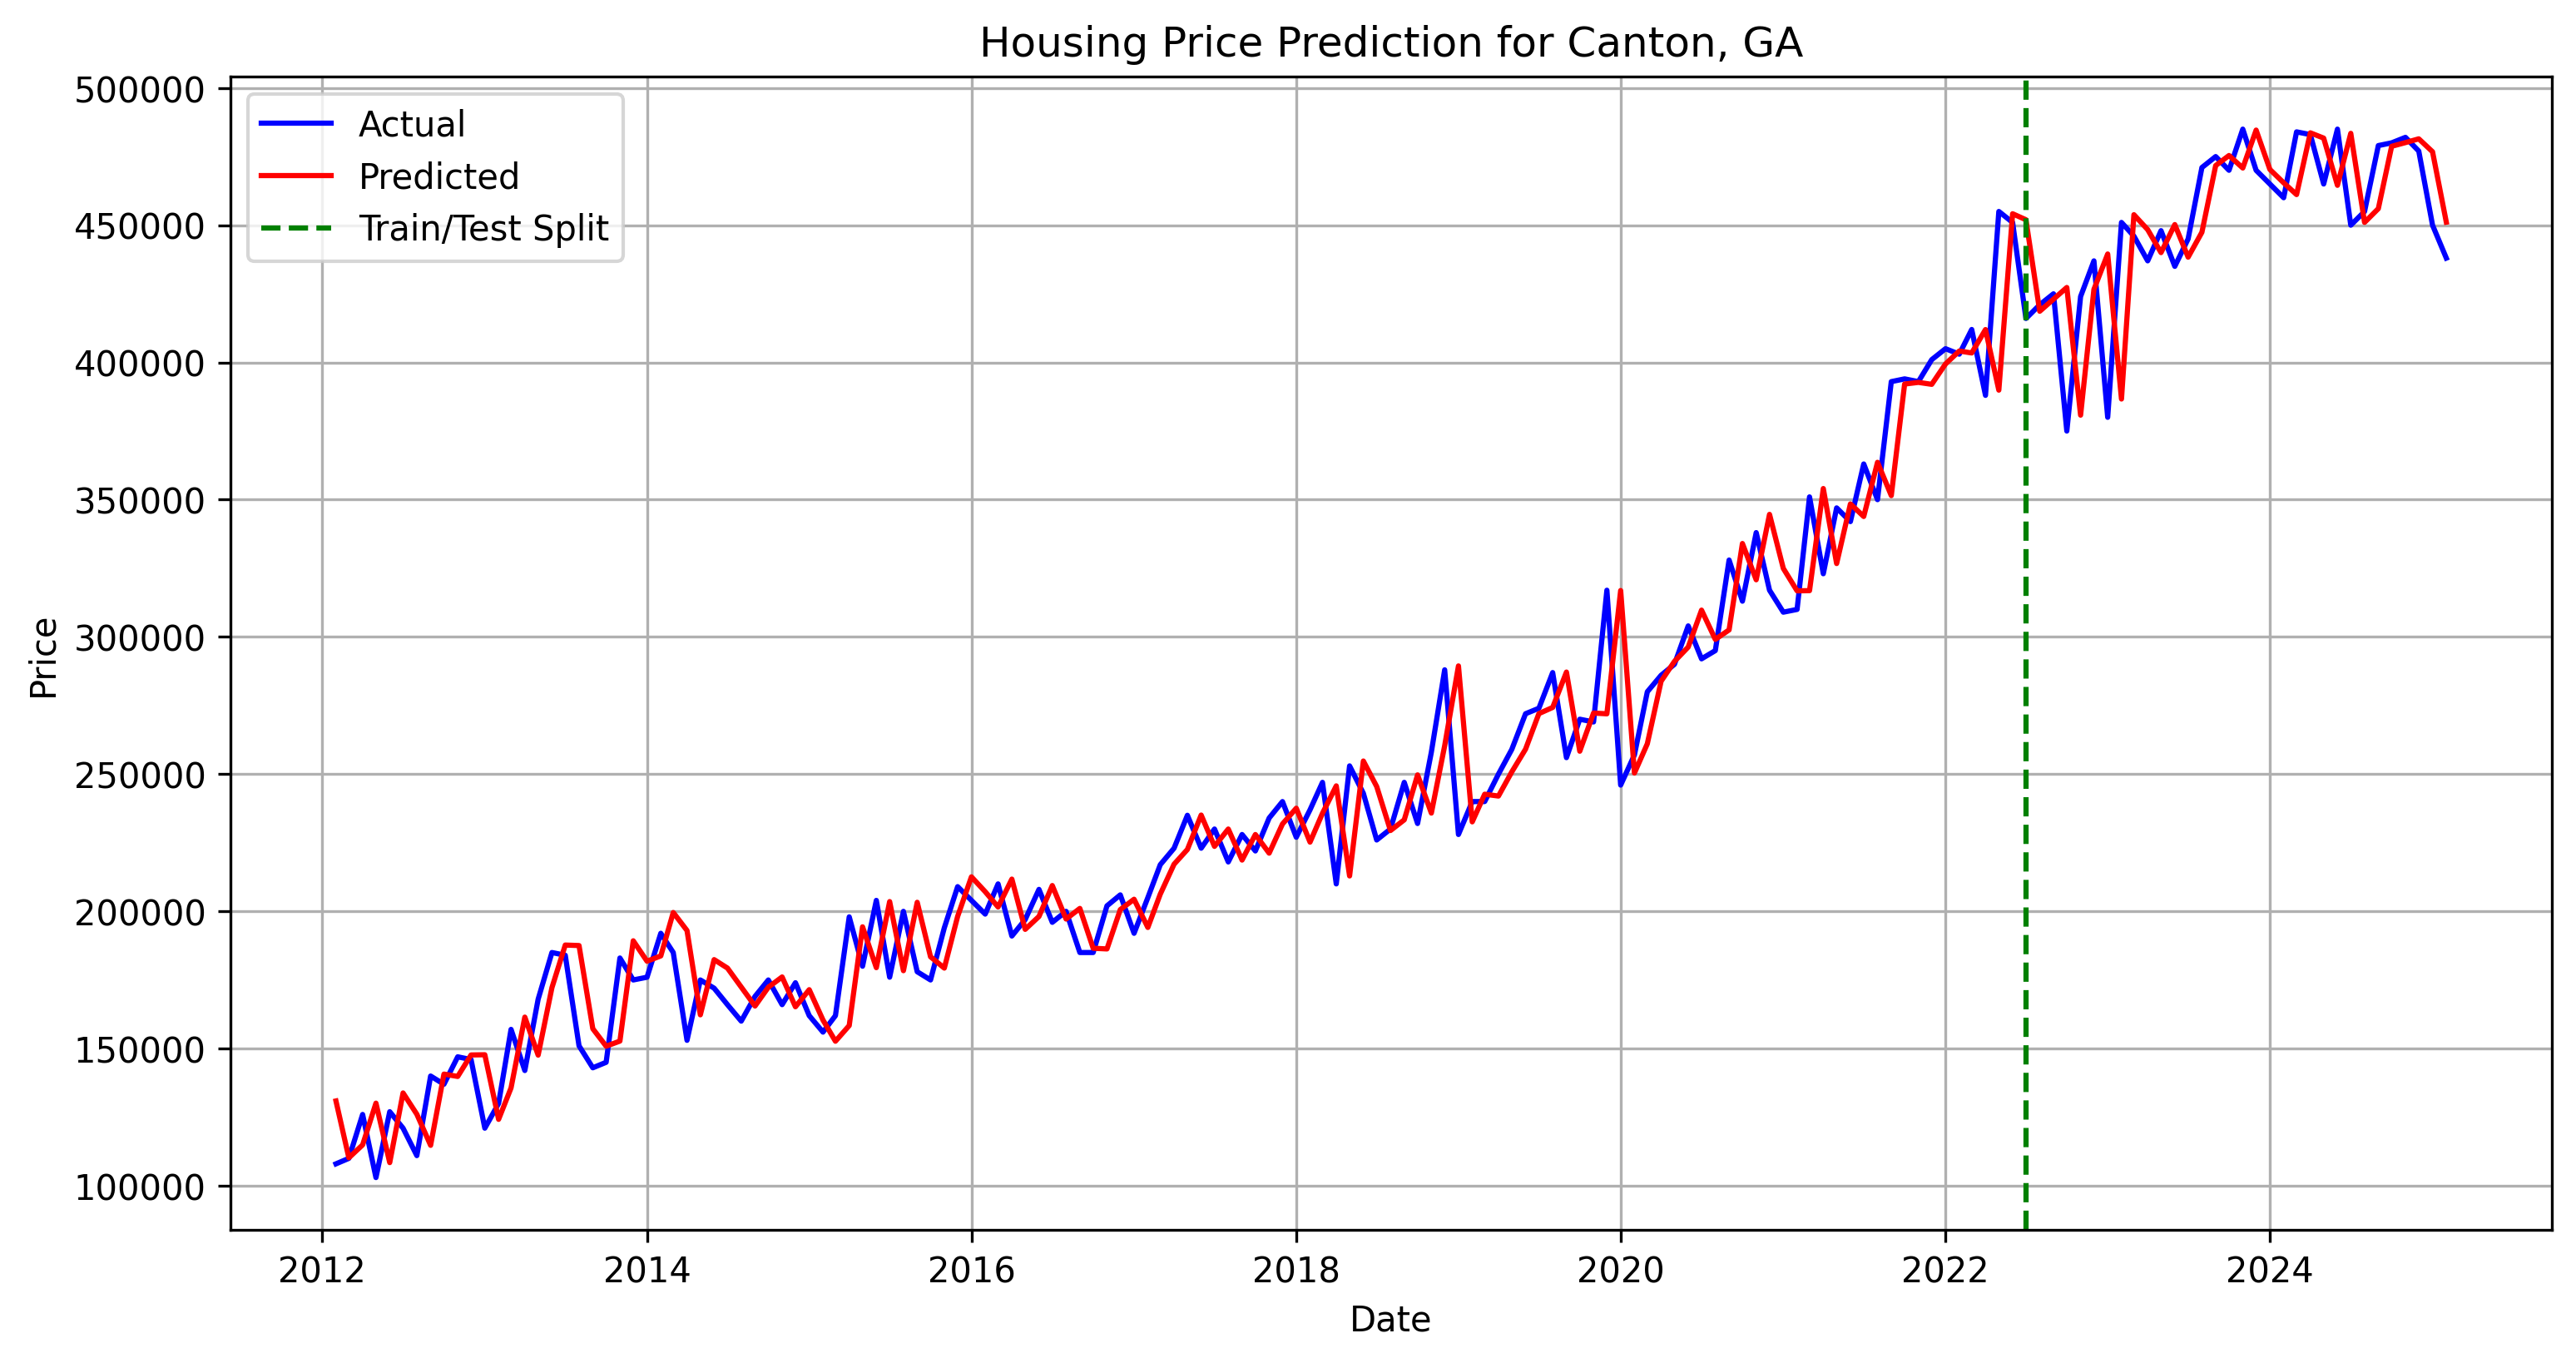 Housing Price Prediction for Canton, GA
500000
450000
400000
350000
300000
250000
200000
150000
100000
Price
Actual
Predicted
Train/Test Split
2012 2014 2016 2018 2020 2022 2024
Date